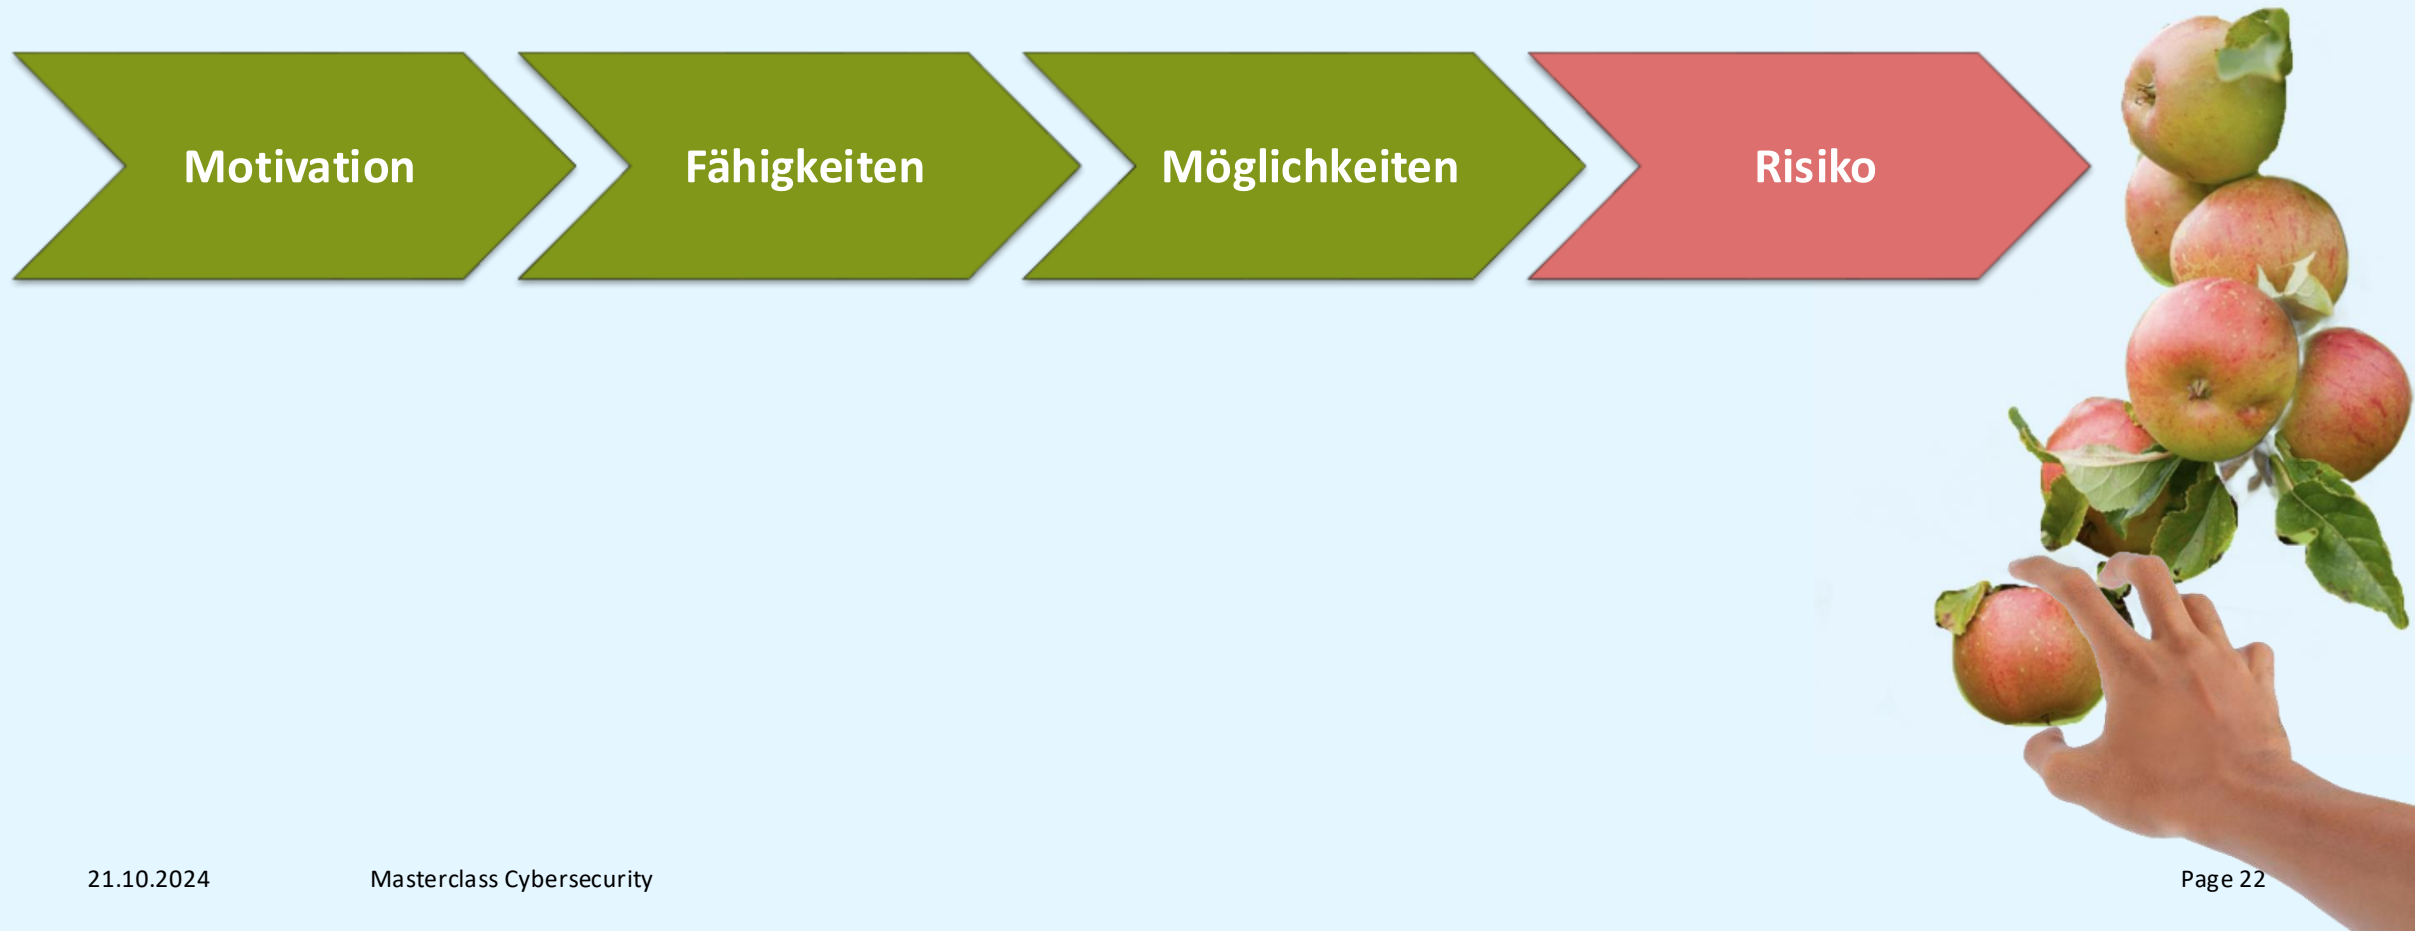 Motivation
Fähigkeiten
Möglichkeiten
Risiko
21.10.2024
Masterclass Cybersecurity
Page 22